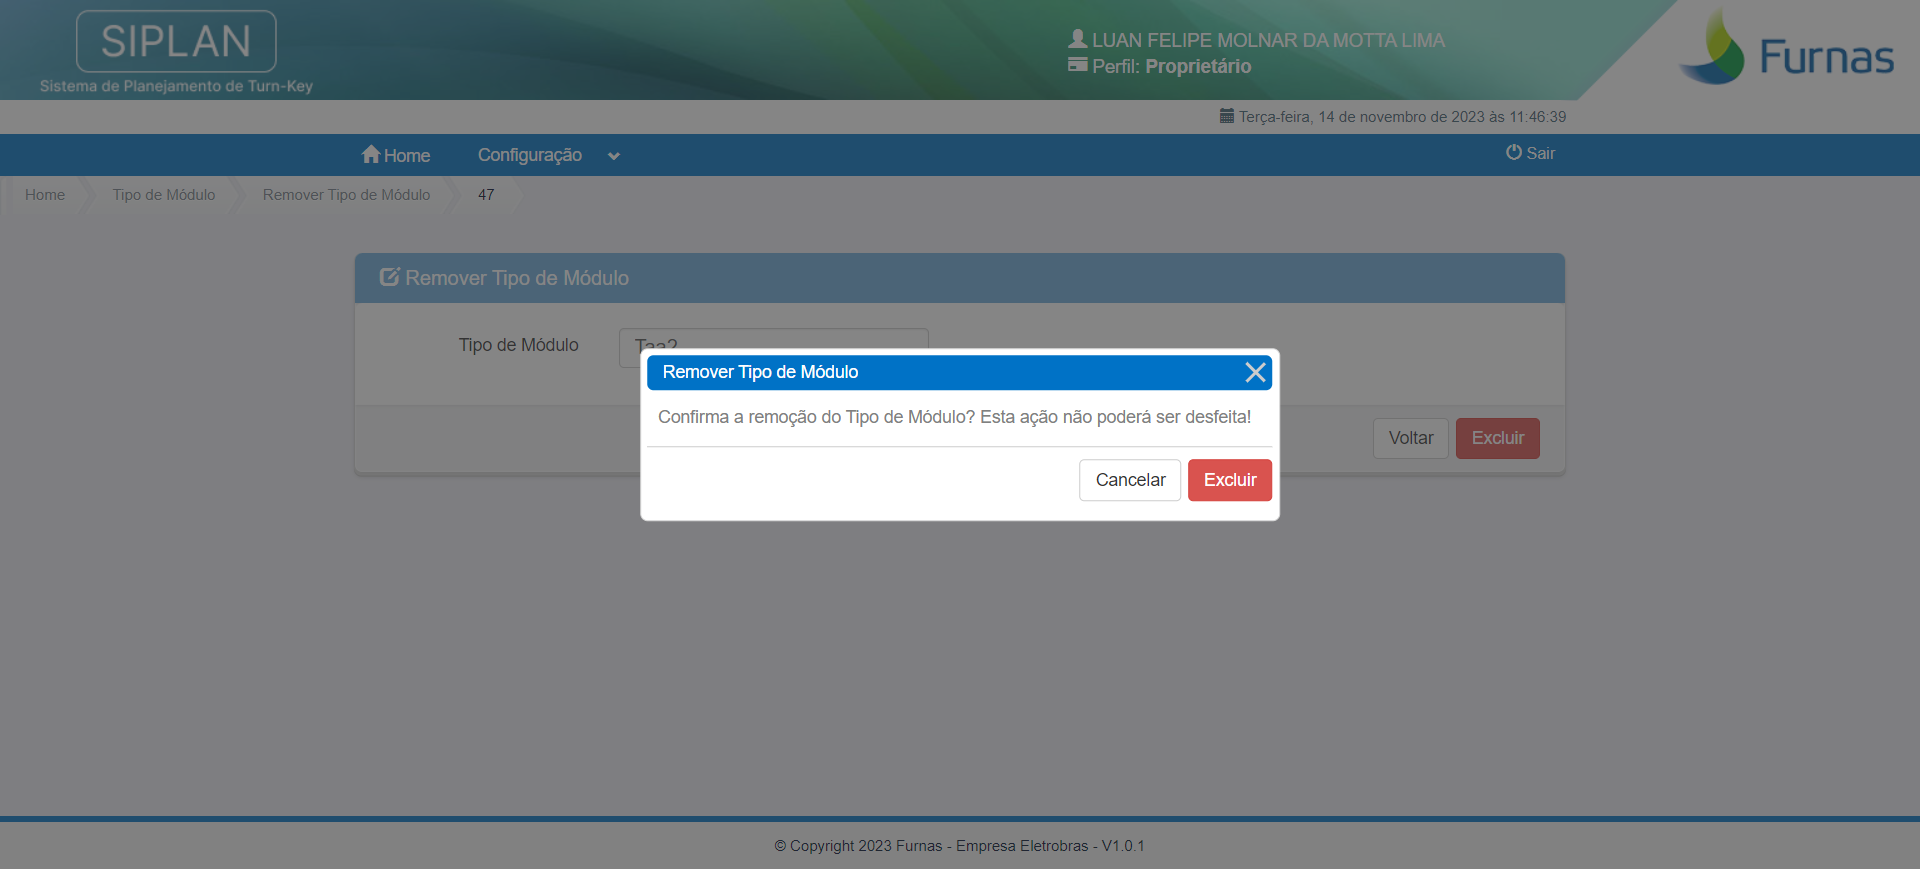 SIPLAN
Sistema de Planejamento de Turn-Key
LUAN FELIPE MOLNAR DA MOTTA LIMA
Perfil: Proprietário
Furnas
Terça-feira, 14 de novembro de 2023 às 11:46:39
Home Configuração Sair
Home Tipo de Módulo Remover Tipo de Módulo 47
Remover Tipo de Módulo
Tipo de Módulo Taa2
Remover Tipo de Módulo
Confirma a remoção do Tipo de Módulo? Esta ação não poderá ser desfeita!
Voltar Excluir
Cancelar Excluir
© Copyright 2023 Furnas - Empresa Eletrobras - V1.0.1